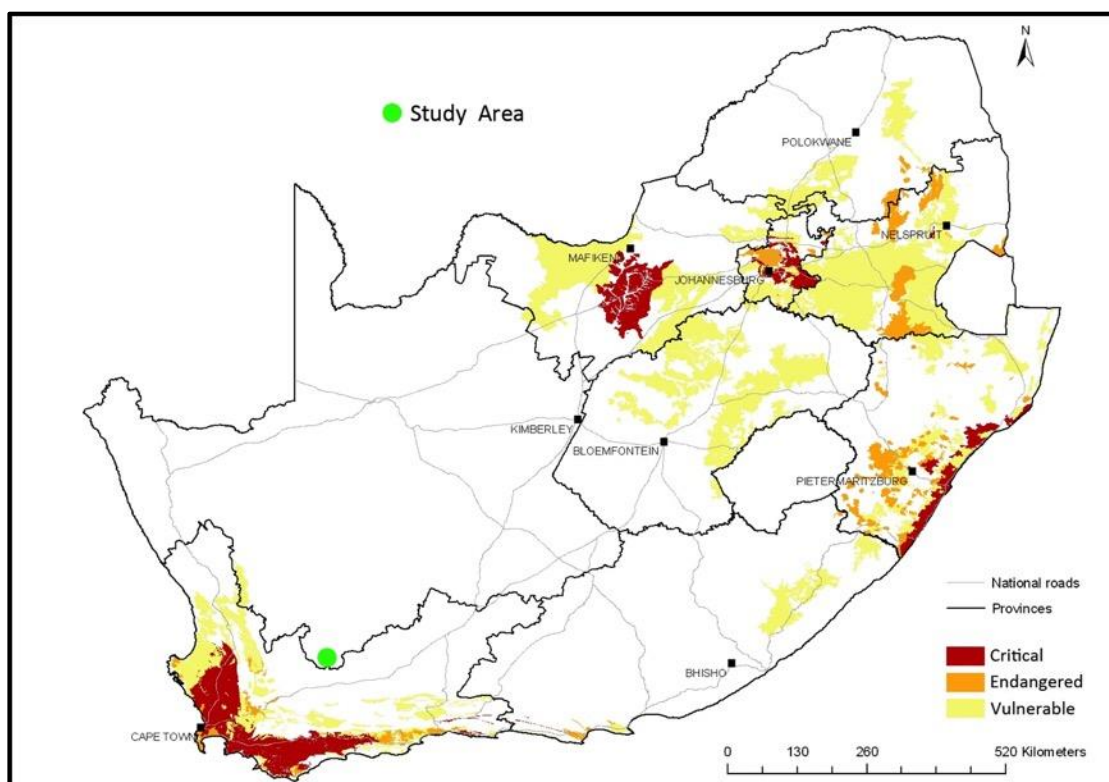 N
Study Area
POLOKWANE
NELSPRUIT
MAFIKENG
JOHANNESBURG
KIMBERLEY
BLOEMFONTEIN
PIETERMARITZBURG
National roads
Provinces
Critical
BHISHO
Endangered
Vulnerable
CAPE TOWN
0 130 260 520 Kilometers